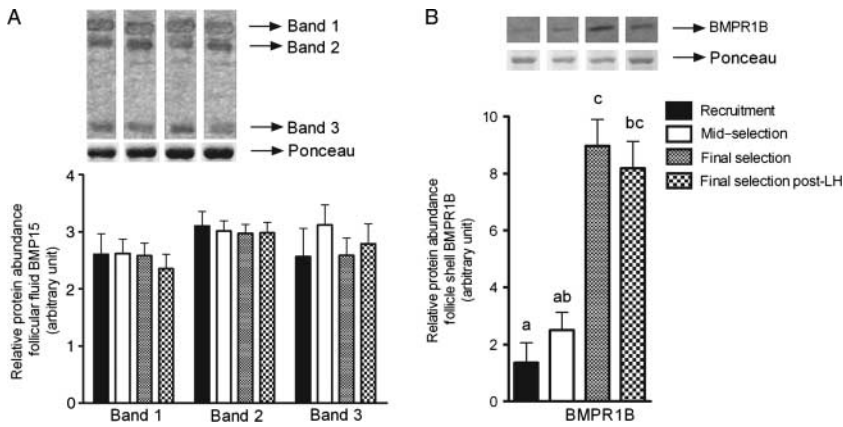 A
Band 1
Band 2
Band 3
Ponceau
Relative protein abundance
follicular fluid BMP15
(arbitrary unit)
4
3
2
1
0
Band 1
Band 2
Band 3
B
BMPR1B
Ponceau
Relative protein abundance
follicle shell BMPR1B
(arbitrary unit)
10
8
6
4
2
0
a
ab
c
bc
BMPR1B
Recruitment
Mid-selection
Final selection
Final selection post-LH